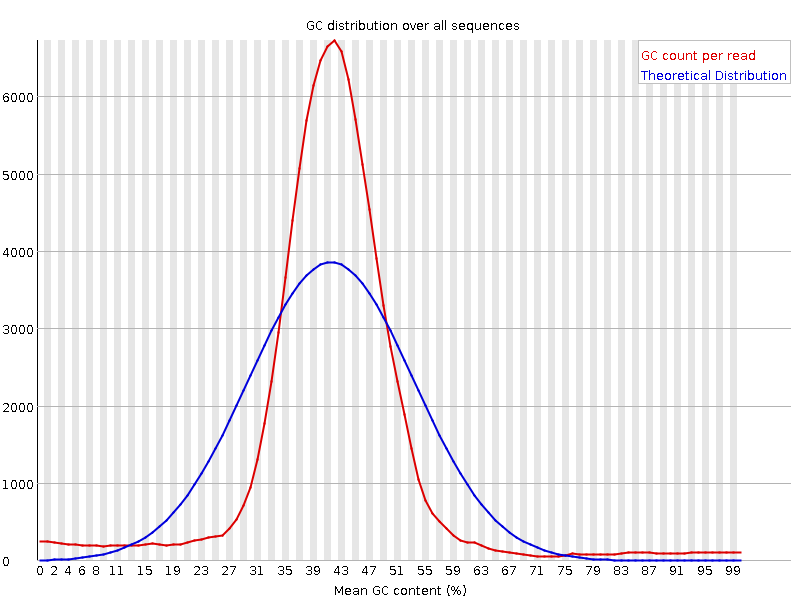 GC distribution over all sequences
GC count per read
Theoretical Distribution
6000
5000
4000
3000
2000
1000
0
0 2 4 6 8 11 15 19 23 27 31 35 39 43 47 51 55 59 63 67 71 75 79 83 87 91 95 99
Mean GC content (%)